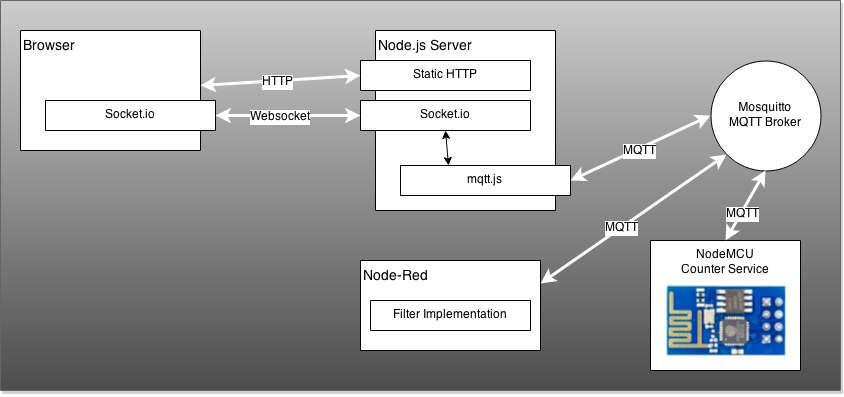 Browser
Node.js Server
HTTP
Static HTTP
Socket.io
Websocket
Socket.io
Mosquitto
MQTT Broker
MQTT
mqtt.js
MQTT
MQTT
NodeMCU
Counter Service
Node-Red
Filter Implementation